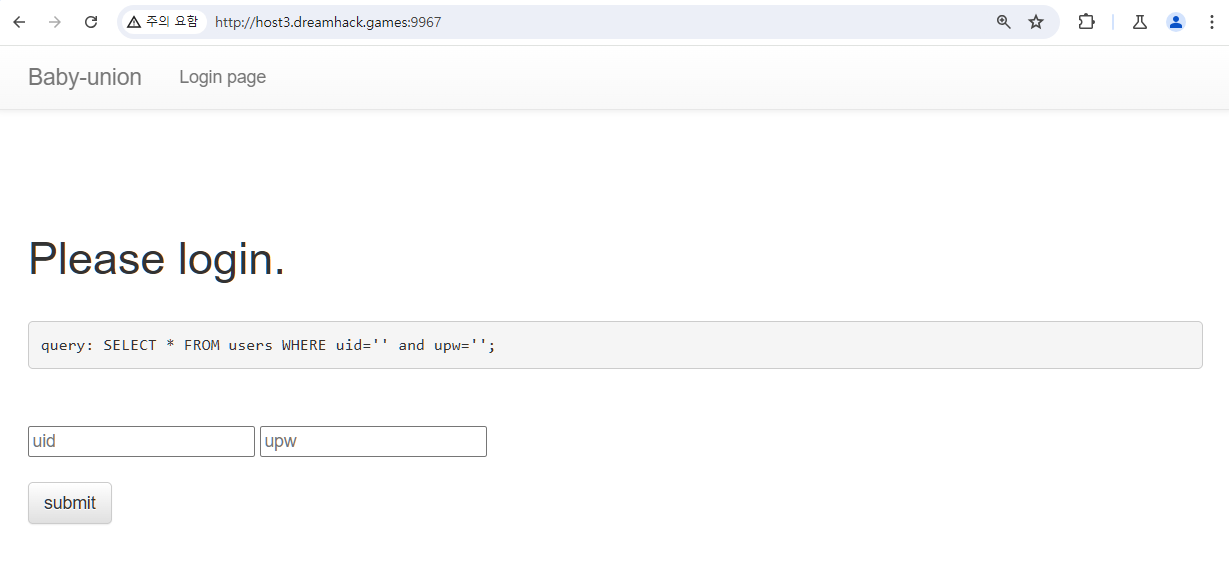 주의 요함 http://host3.dreamhack.games:9967
Baby-union Login page
Please login.
query: SELECT * FROM users WHERE uid='' and upw='';
uid upw
submit